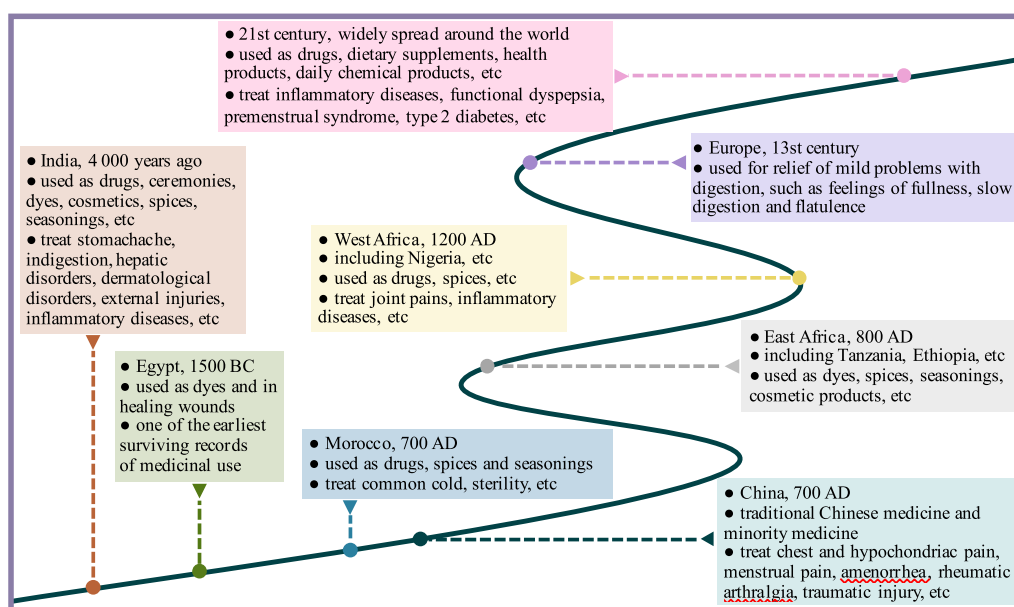 ● 21st century, widely spread around the world
● used as drugs, dietary supplements, health
products, daily chemical products, etc
● treat inflammatory diseases, functional dyspepsia,
premenstrual syndrome, type 2 diabetes, etc
● Europe, 13st century
● used for relief of mild problems with
digestion, such as feelings of fullness, slow
digestion and flatulence
● India, 4 000 years ago
● used as drugs, ceremonies,
dyes, cosmetics, spices,
seasonings, etc
● treat stomachache,
indigestion, hepatic
disorders, dermatological
disorders, external injuries,
inflammatory diseases, etc
● West Africa, 1200 AD
● including Nigeria, etc
● used as drugs, spices, etc
● treat joint pains, inflammatory
diseases, etc
● East Africa, 800 AD
● including Tanzania, Ethiopia, etc
● used as dyes, spices, seasonings,
cosmetic products, etc
● Egypt, 1500 BC
● used as dyes and in
healing wounds
● one of the earliest
surviving records
of medicinal use
● Morocco, 700 AD
● used as drugs, spices and seasonings
● treat common cold, sterility, etc
● China, 700 AD
● traditional Chinese medicine and
minority medicine
● treat chest and hypochondriac pain,
menstrual pain, amenorrhea, rheumatic
arthralgia, traumatic injury, etc